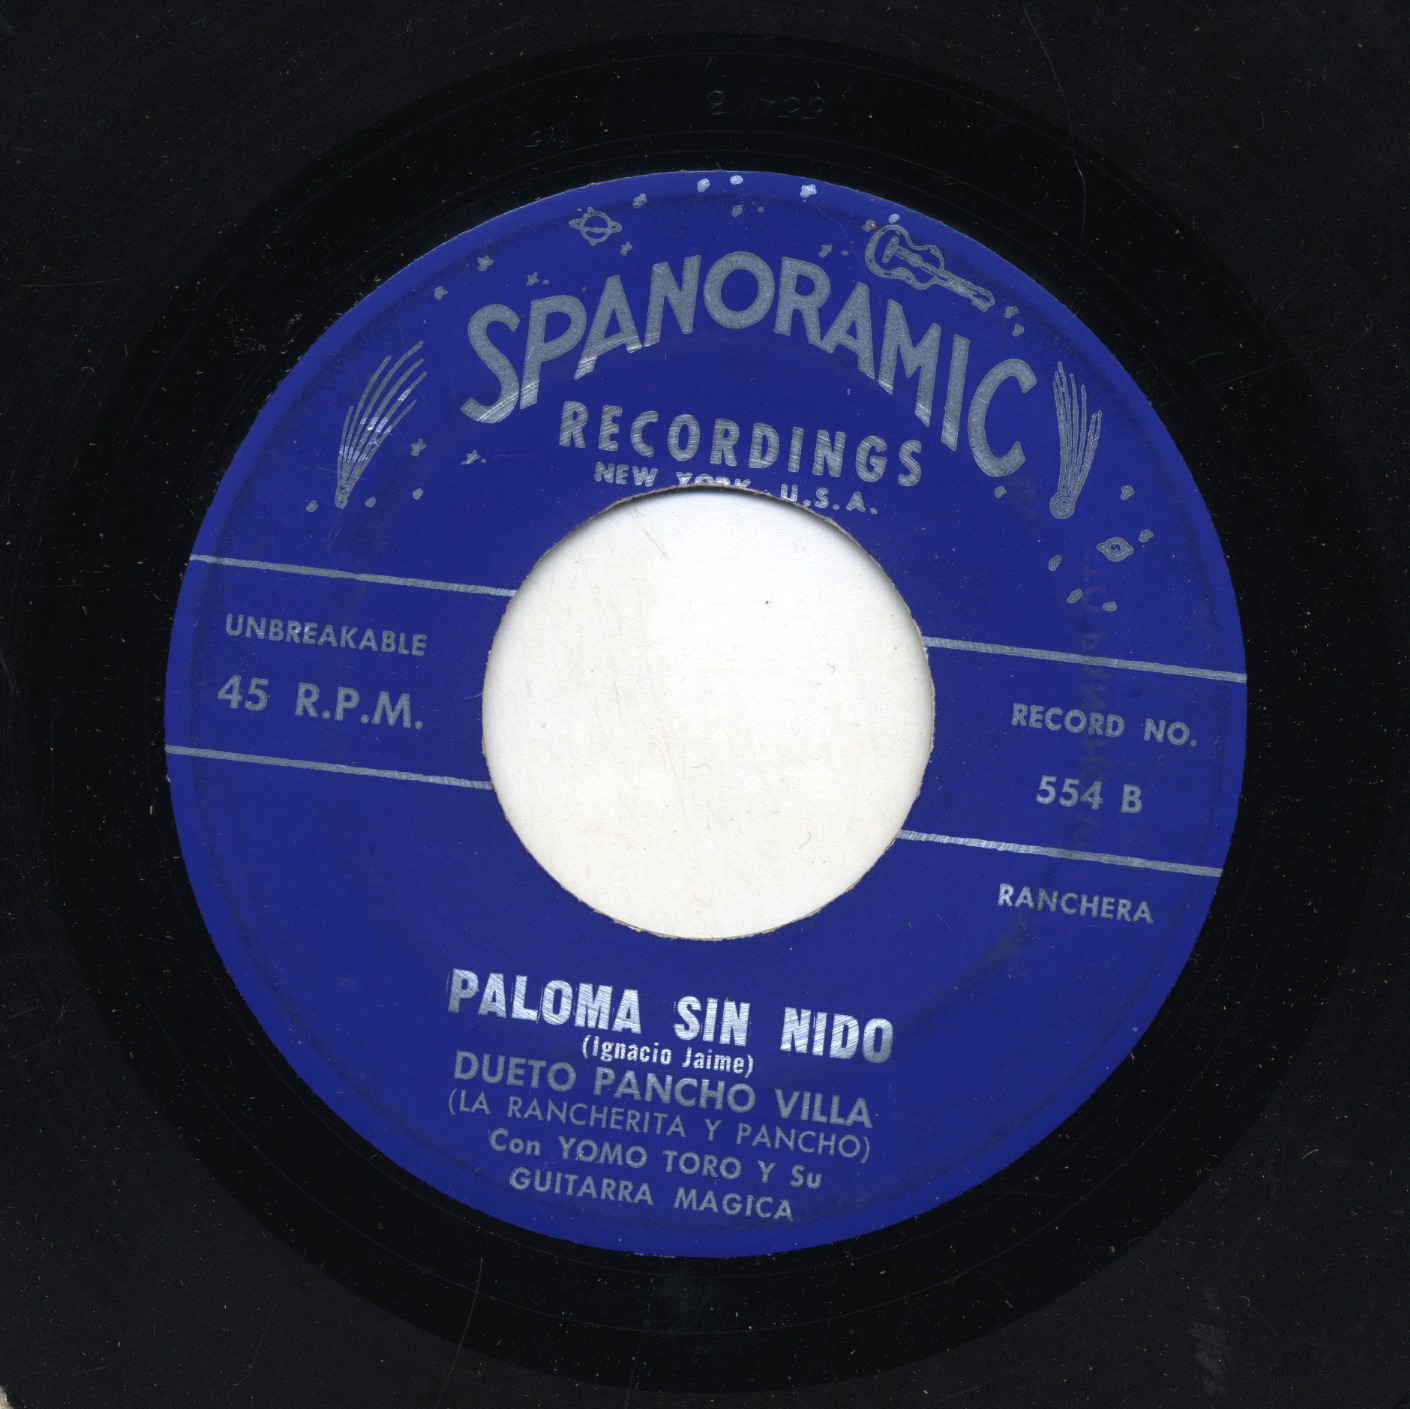 SPANORAMIC
RECORDINGS
NEW YORK, U.S.A.
UNBREAKABLE
45 R.P.M.
RECORD NO.
554 B
RANCHERA
PALOMA SIN NIDO
(Ignacio Jaime)
DUETO PANCHO VILLA
(LA RANCHERITA Y PANCHO)
Con YOMO TORO Y Su
GUITARRA MAGICA